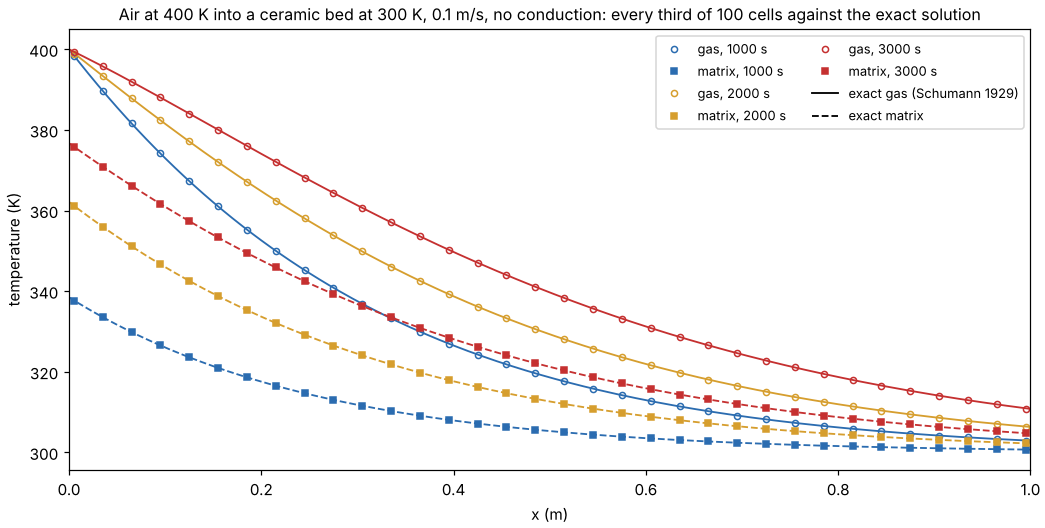 Air at 400 K into a ceramic bed at 300 K, 0.1 m/s, no conduction: every third of 100 cells against the exact solution
temperature (K)
400
380
360
340
320
300
gas, 1000 s
matrix, 1000 s
gas, 2000 s
matrix, 2000 s
gas, 3000 s
matrix, 3000 s
exact gas (Schumann 1929)
exact matrix
0.0 0.2 0.4 0.6 0.8 1.0
x (m)